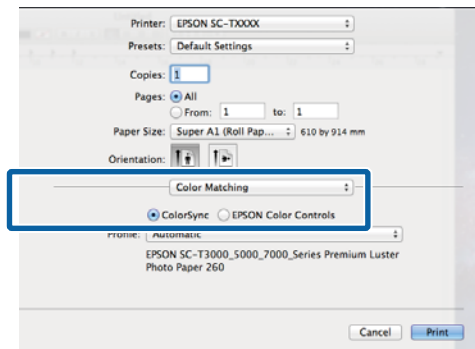 Printer: EPSON SC-TXXXX
Presets: Default Settings
Copies: 1
Pages: All
From: 1 to: 1
Paper Size: Super A1 (Roll Pap... 610 by 914 mm
Orientation:
Color Matching
ColorSync EPSON Color Controls
Profile: Automatic
EPSON SC-T3000_5000_7000_Series Premium Luster
Photo Paper 260
Cancel Print